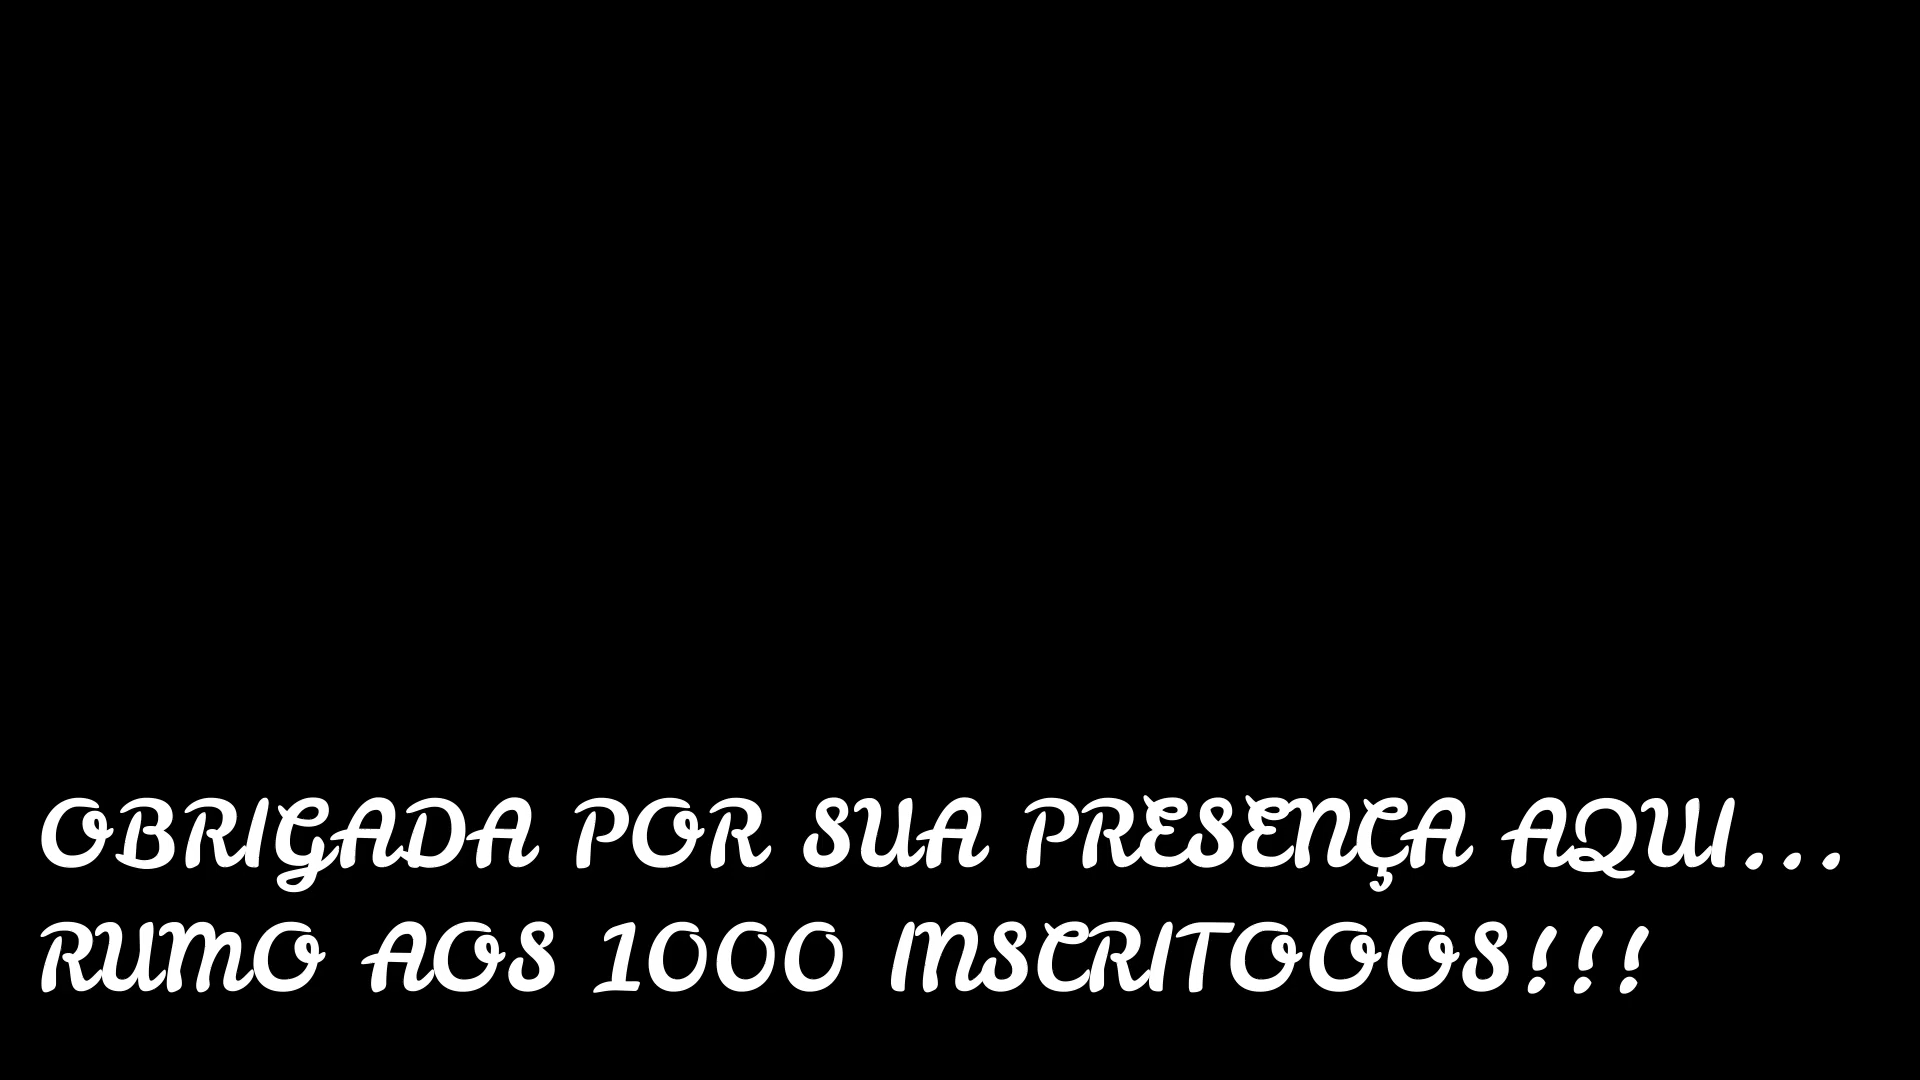 OBRIGADA POR SUA PRESENÇA AQUI...
RUMO AOS 1000 INSCRITOOOS!!!